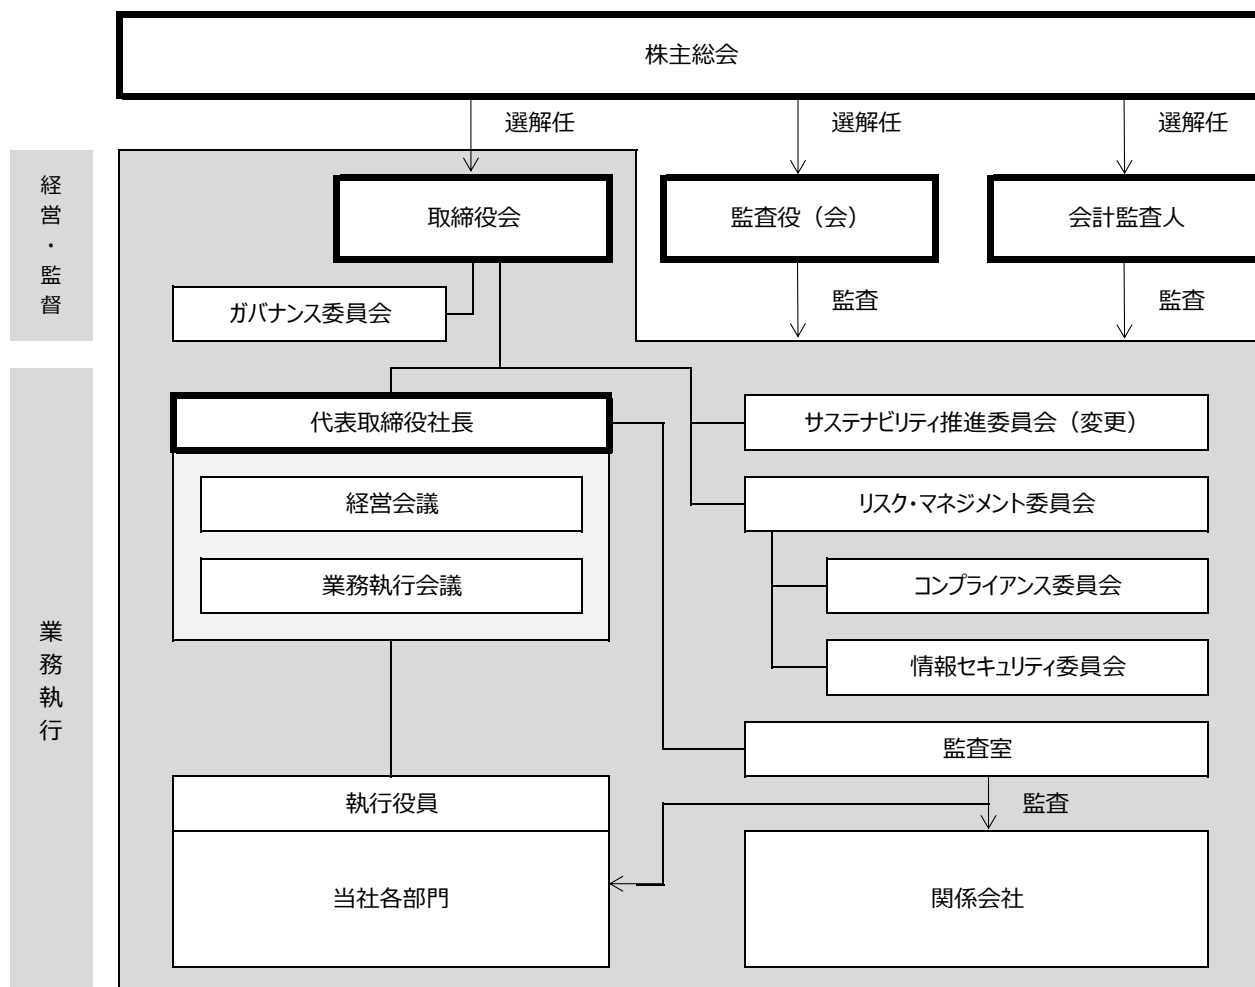 株主総会
選解任
選解任
選解任
経営・監督
取締役会
監査役（会）
会計監査人
監査
監査
ガバナンス委員会
業務執行
代表取締役社長
サステナビリティ推進委員会（変更）
経営会議
リスク・マネジメント委員会
業務執行会議
コンプライアンス委員会
情報セキュリティ委員会
監査室
執行役員
監査
当社各部門
関係会社